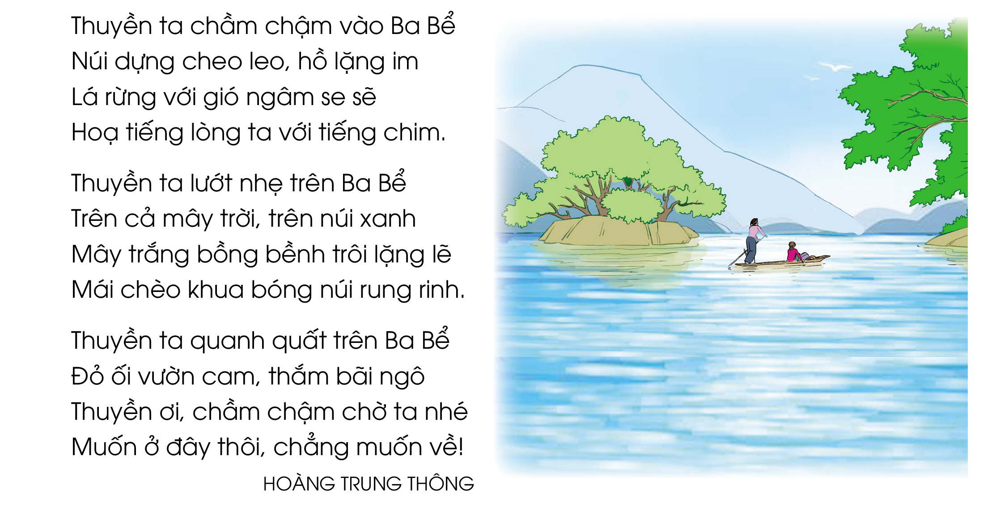 Thuyền ta chầm chậm vào Ba Bể
Núi dựng cheo leo, hồ lặng im
Lá rừng với gió ngâm se sẽ
Hoạ tiếng lòng ta với tiếng chim.
Thuyền ta lướt nhẹ trên Ba Bể
Trên cả mây trời, trên núi xanh
Mây trắng bồng bềnh trôi lặng lẽ
Mái chèo khua bóng núi rung rinh.
Thuyền ta quanh quất trên Ba Bể
Đỏ ối vườn cam, thắm bãi ngô
Thuyền ơi, chầm chậm chờ ta nhé
Muốn ở đây thôi, chẳng muốn về!
HOÀNG TRUNG THÔNG